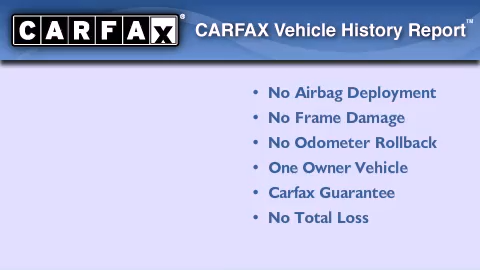 CARFAX® CARFAX Vehicle History Report™
• No Airbag Deployment
• No Frame Damage
• No Odometer Rollback
• One Owner Vehicle
• Carfax Guarantee
• No Total Loss